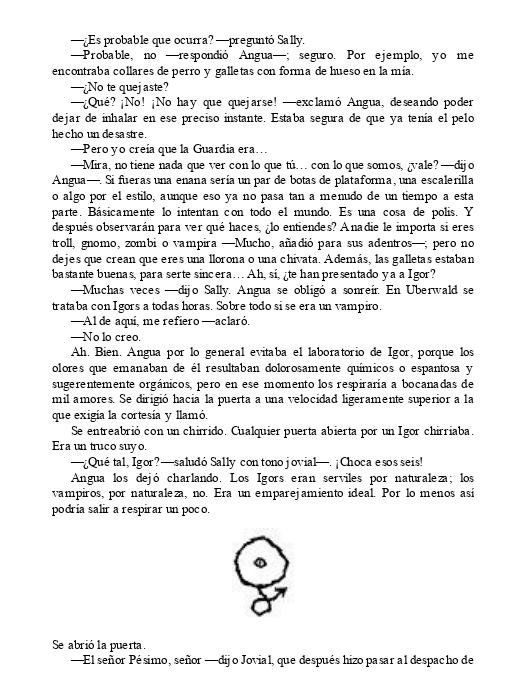 —¿Es probable que ocurra? —preguntó Sally.
—Probable, no —respondió Angua—; seguro. Por ejemplo, yo me
encontraba collares de perro y galletas con forma de hueso en la mía.
—¿No te quejaste?
—¿Qué? ¡No! ¡No hay que quejarse! —exclamó Angua, deseando poder
dejar de inhalar en ese preciso instante. Estaba segura de que ya tenía el pelo
hecho un desastre.
—Pero yo creía que la Guardia era…
—Mira, no tiene nada que ver con lo que tú… con lo que somos, ¿vale? —dijo
Angua—. Si fueras una enana sería un par de botas de plataforma, una escalerilla
o algo por el estilo, aunque eso ya no pasa tan a menudo de un tiempo a esta
parte. Básicamente lo intentan con todo el mundo. Es una cosa de polis. Y
después observarán para ver qué haces, ¿lo entiendes? A nadie le importa si eres
troll, gnomo, zombi o vampira —Mucho, añadió para sus adentros—; pero no
dejes que crean que eres una llorona o una chivata. Además, las galletas estaban
bastante buenas, para serte sincera… Ah, sí, ¿te han presentado ya a Igor?
—Muchas veces —dijo Sally. Angua se obligó a sonreír. En Uberwald se
trataba con Igors a todas horas. Sobre todo si se era un vampiro.
—Al de aquí, me refiero —aclaró.
—No lo creo.
Ah. Bien. Angua por lo general evitaba el laboratorio de Igor, porque los
olores que emanaban de él resultaban dolorosamente químicos o espantosa y
sugerentemente orgánicos, pero en ese momento los respiraría a bocanadas de
mil amores. Se dirigió hacia la puerta a una velocidad ligeramente superior a la
que exigía la cortesía y llamó.
Se entreabrió con un chirrido. Cualquier puerta abierta por un Igor chirriaba.
Era un truco suyo.
—¿Qué tal, Igor? —saludó Sally con tono jovial—. ¡Choca esos seis!
Angua los dejó charlando. Los Igors eran serviles por naturaleza; los
vampiros, por naturaleza, no. Era un emparejamiento ideal. Por lo menos así
podría salir a respirar un poco.
Se abrió la puerta.
—El señor Pésimo, señor —dijo Jovial, que después hizo pasar al despacho de